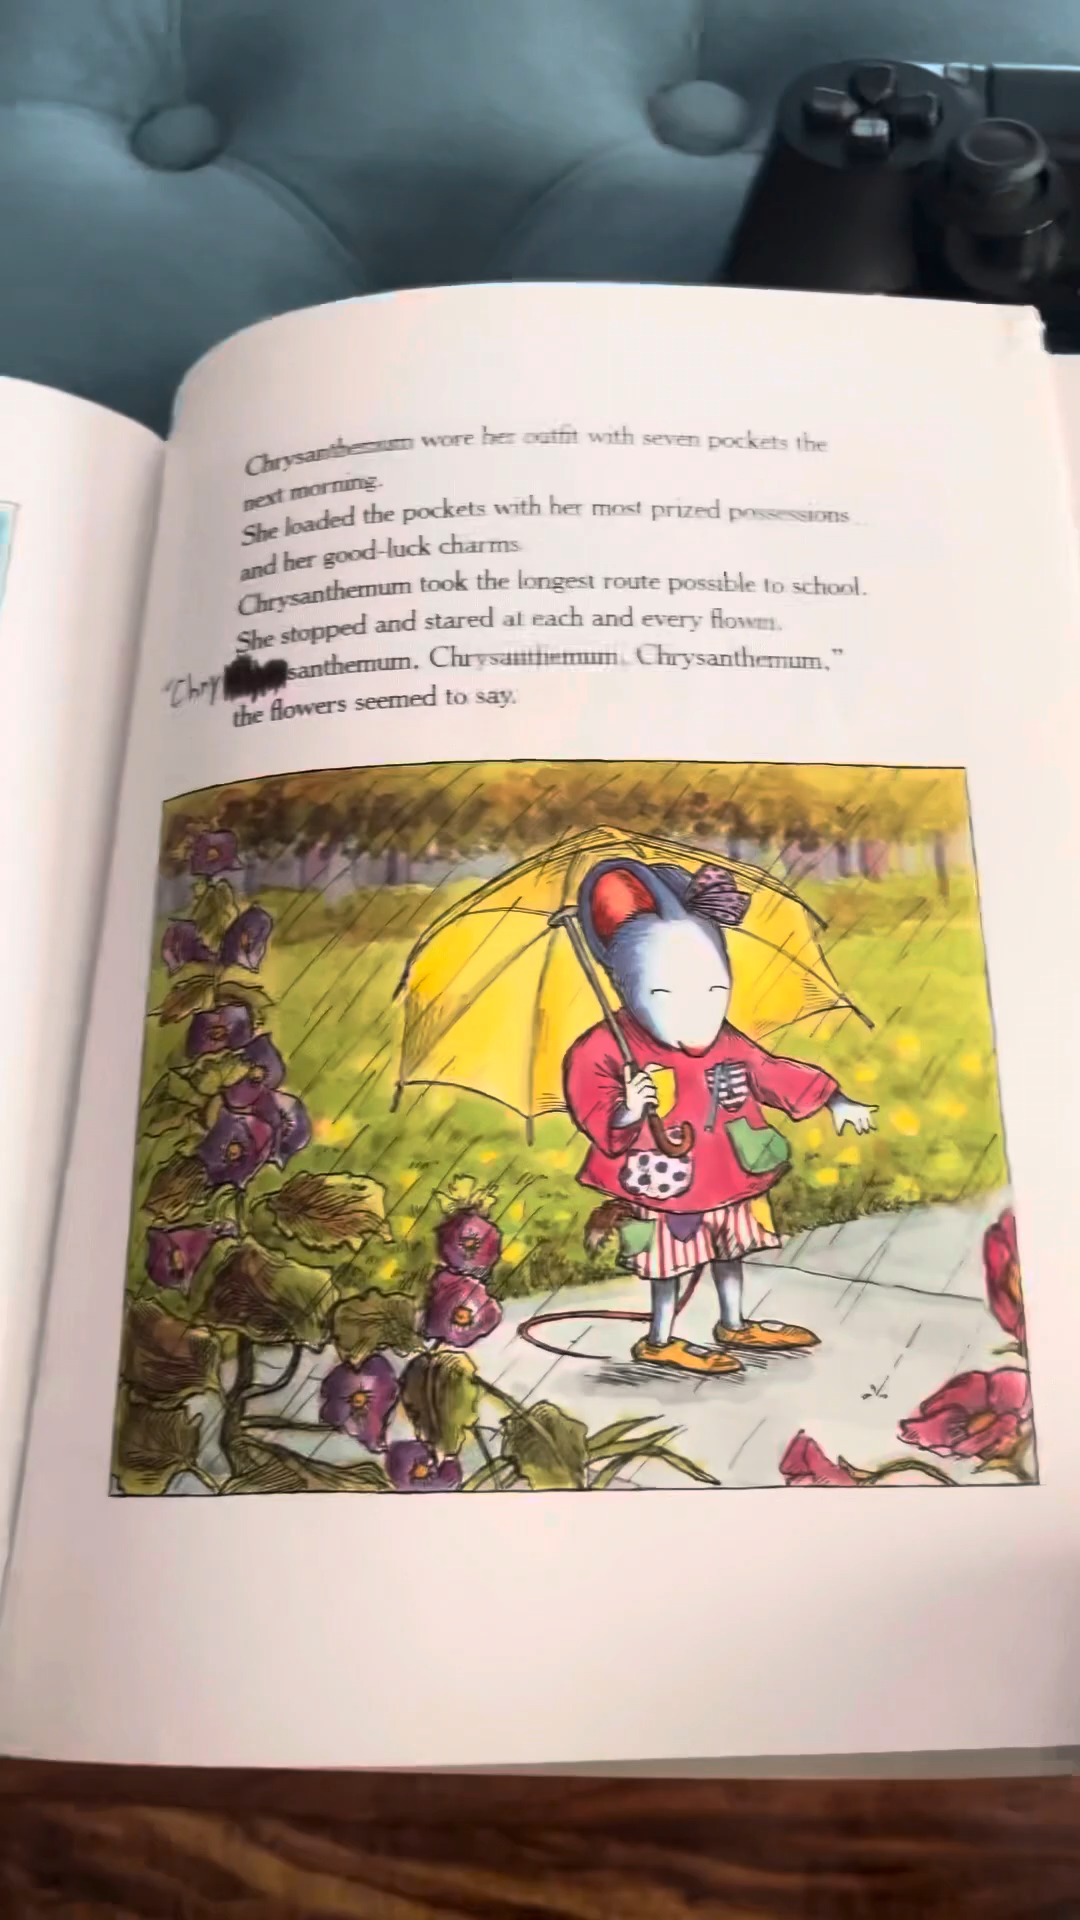 Chrysanthemum wore her outfit with seven pockets the
next morning.
She loaded the pockets with her most prized possessions
and her good-luck charms
Chrysanthemum took the longest route possible to school.
She stopped and stared at each and every flower.
"Chrysanthemum, Chrysanthemum, Chrysanthemum,"
the flowers seemed to say.